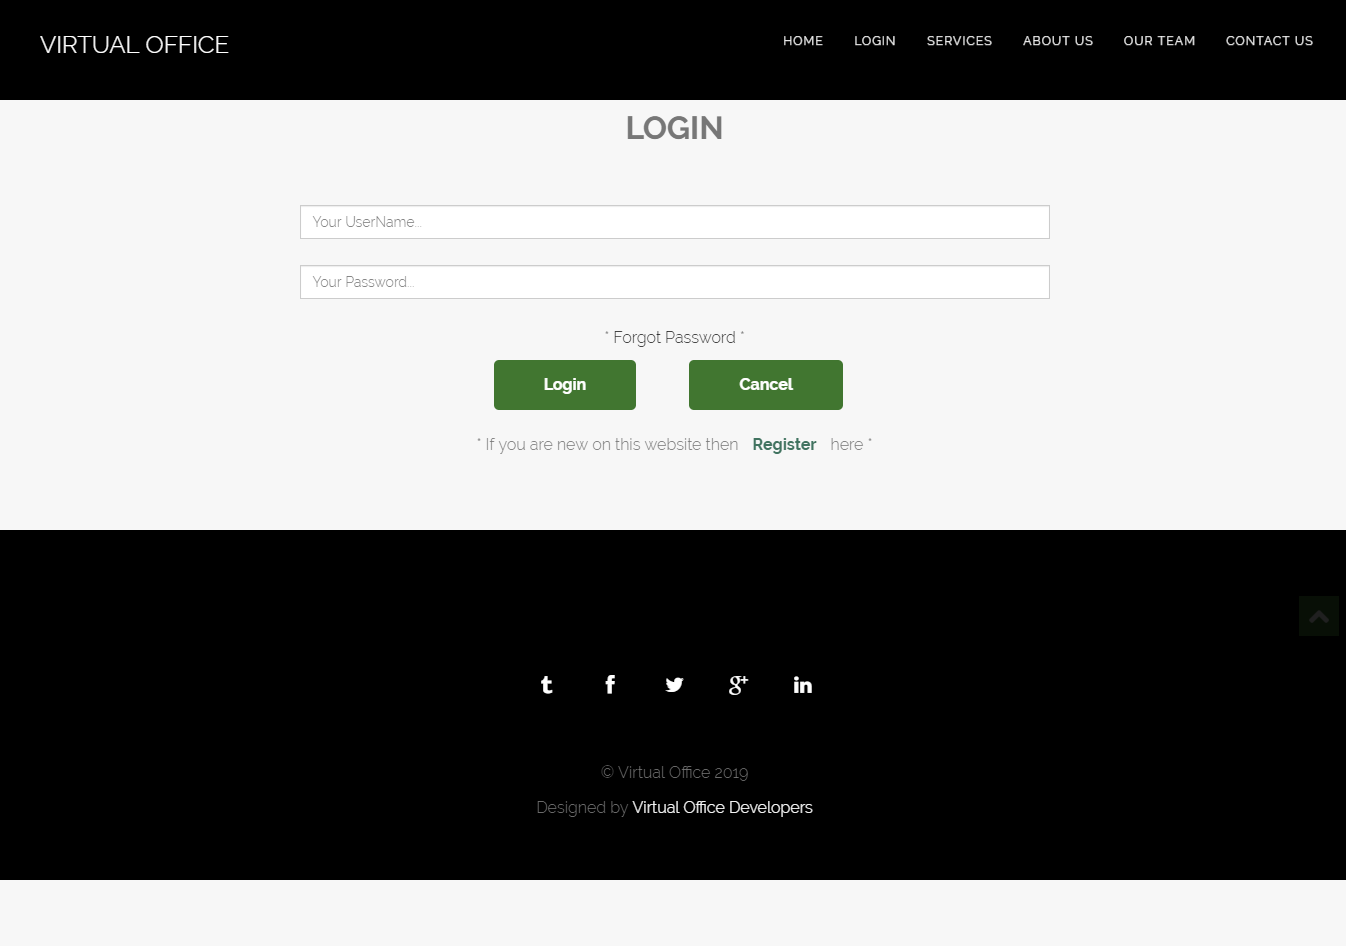 VIRTUAL OFFICE
HOME LOGIN SERVICES ABOUT US OUR TEAM CONTACT US
LOGIN
Your UserName...
Your Password...
* Forgot Password *
Login Cancel
* If you are new on this website then Register here *
© Virtual Office 2019
Designed by Virtual Office Developers